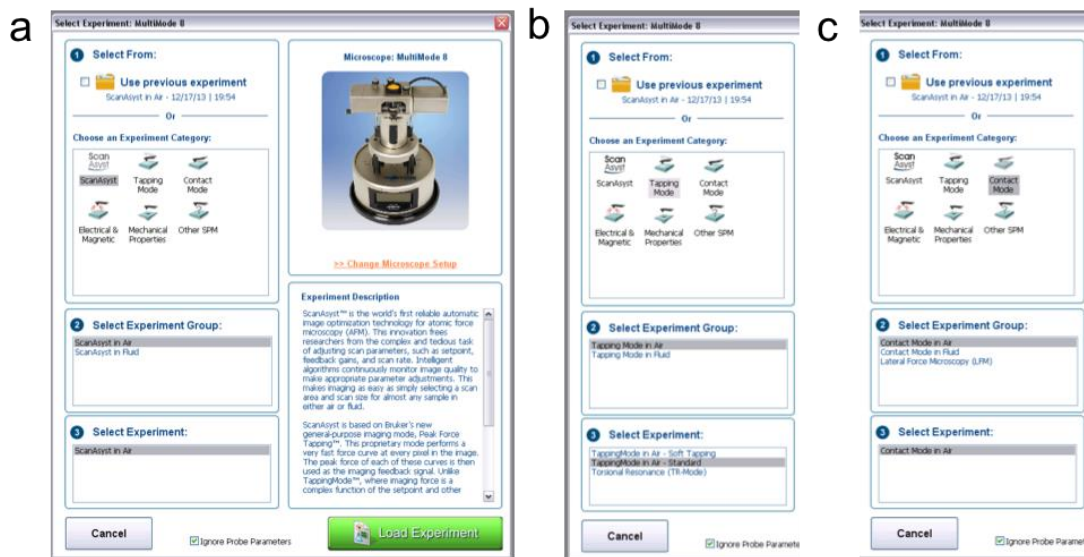 a
Select Experiment: MultiMode 8
1 Select From:
Use previous experiment
ScanAsyst in Air - 12/17/13 | 19:54
Or
Choose an Experiment Category:
Scan
Asyst
ScanAsyst
Tapping
Mode
Contact
Mode
Electrical &
Magnetic
Mechanical
Properties
Other SPM
2 Select Experiment Group:
ScanAsyst in Air
ScanAsyst in Fluid
3 Select Experiment:
ScanAsyst in Air
Cancel
Ignore Probe Parameters
Microscope: MultiMode 8
>> Change Microscope Setup
Experiment Description
ScanAsyst™ is the world's first reliable automatic
image optimization technology for atomic force
microscopy (AFM). This innovation frees
researchers from the complex and tedious task
of adjusting scan parameters, such as setpoint,
feedback gains, and scan rate. Intelligent
algorithms continuously monitor image quality to
make appropriate parameter adjustments. This
makes imaging as easy as simply selecting a scan
area and scan size for almost any sample in
either air or fluid.
ScanAsyst is based on Bruker's new
general-purpose imaging mode, Peak Force
Tapping™. This proprietary mode performs a
very fast force curve at every pixel in the image.
The peak force of each of these curves is then
used as the imaging feedback signal. Unlike
TappingMode™, where imaging force is a
complex function of the setpoint and other
Load Experiment
b
Select Experiment: MultiMode 8
1 Select From:
Use previous experiment
ScanAsyst in Air - 12/17/13 | 19:54
Or
Choose an Experiment Category:
Scan
Asyst
ScanAsyst
Tapping
Mode
Contact
Mode
Electrical &
Magnetic
Mechanical
Properties
Other SPM
2 Select Experiment Group:
Tapping Mode in Air
Tapping Mode in Fluid
3 Select Experiment:
TappingMode in Air - Soft Tapping
TappingMode in Air - Standard
Torsional Resonance (TR-Mode)
Cancel
Ignore Probe Paramete
c
Select Experiment: MultiMode 8
1 Select From:
Use previous experiment
ScanAsyst in Air - 12/17/13 | 19:54
Or
Choose an Experiment Category:
Scan
Asyst
ScanAsyst
Tapping
Mode
Contact
Mode
Electrical &
Magnetic
Mechanical
Properties
Other SPM
2 Select Experiment Group:
Contact Mode in Air
Contact Mode in Fluid
Lateral Force Microscopy (LFM)
3 Select Experiment:
Contact Mode in Air
Cancel
Ignore Probe Parame